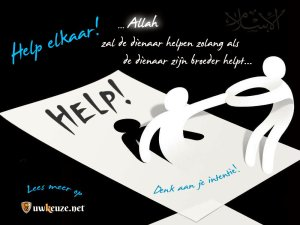 Help elkaar!
... Allah
zal de dienaar helpen zolang als
de dienaar zijn broeder helpt...
HELP!
Denk aan je intentie!
Lees meer op
uwkeuze.net